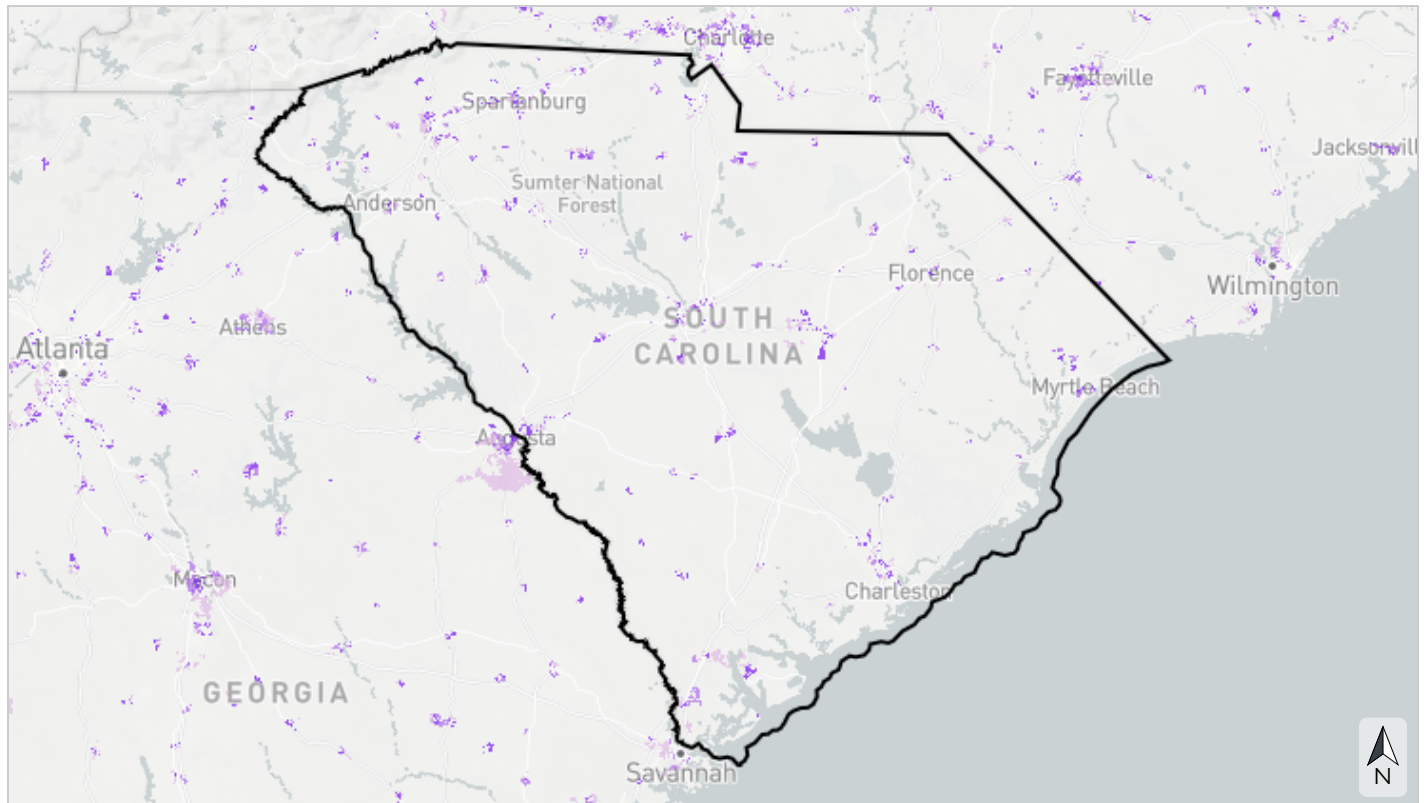 Charlotte
Fayetteville
Spartanburg
Jacksonvill
Sumter National
Forest
Anderson
Florence
Wilmington
SOUTH
CAROLINA
Athens
Atlanta
Myrtle Beach
Augusta
Macon
Charleston
GEORGIA
Savannah
N